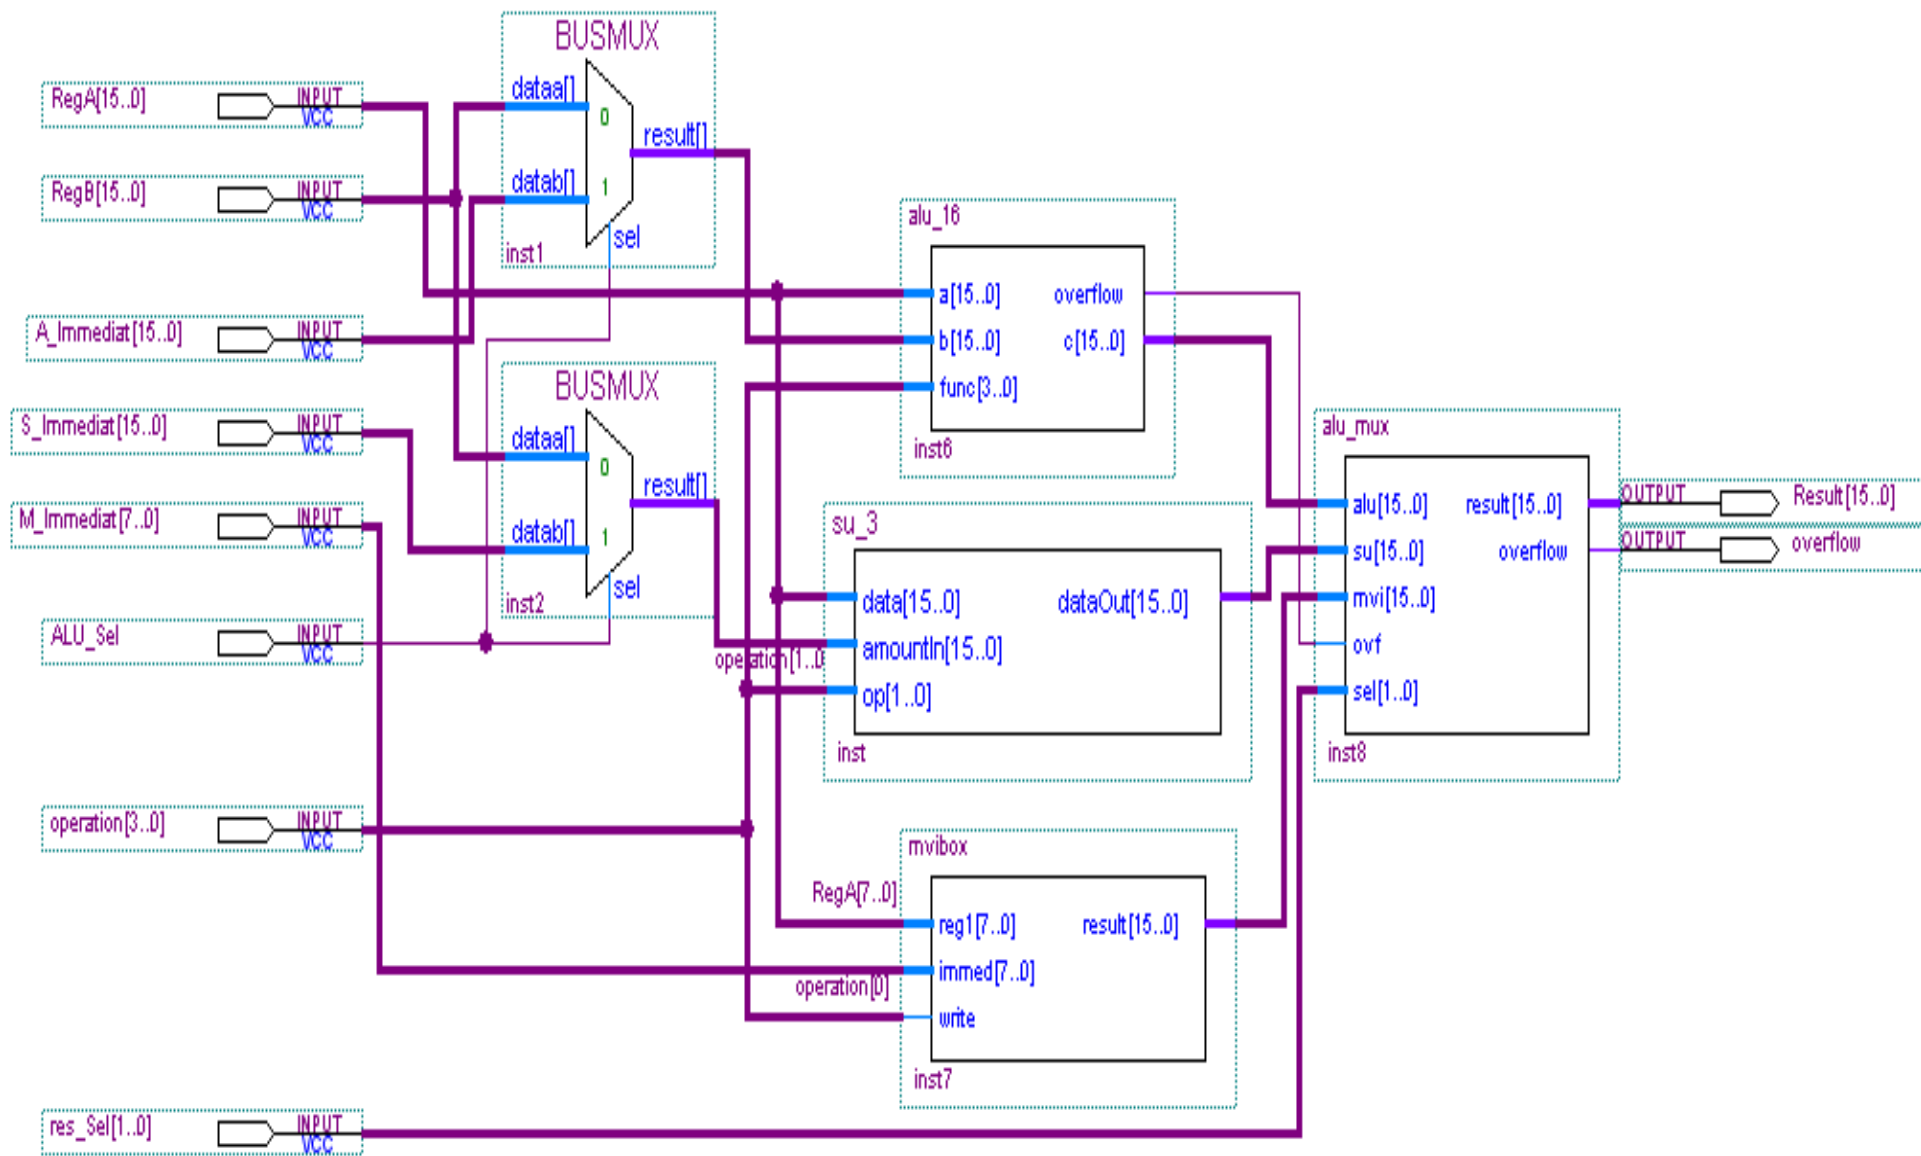 RegA[15..0]
INPUT
VCC
RegB[15..0]
INPUT
VCC
A_Immediat[15..0]
INPUT
VCC
S_Immediat[15..0]
INPUT
VCC
M_Immediat[7..0]
INPUT
VCC
ALU_Sel
INPUT
VCC
operation[3..0]
INPUT
VCC
res_Sel[1..0]
INPUT
VCC
BUSMUX
dataa[]
0
result[]
datab[]
1
sel
inst1
BUSMUX
dataa[]
0
result[]
datab[]
1
sel
inst2
alu_16
a[15..0] overflow
b[15..0] c[15..0]
func[3..0]
inst6
su_3
data[15..0] dataOut[15..0]
amountIn[15..0]
operation[1..0
op[1..0]
inst
mvibox
RegA[7..0]
reg1[7..0] result[15..0]
immed[7..0]
operation[0]
write
inst7
alu_mux
alu[15..0] result[15..0]
su[15..0] overflow
mvi[15..0]
ovf
sel[1..0]
inst8
OUTPUT Result[15..0]
OUTPUT overflow